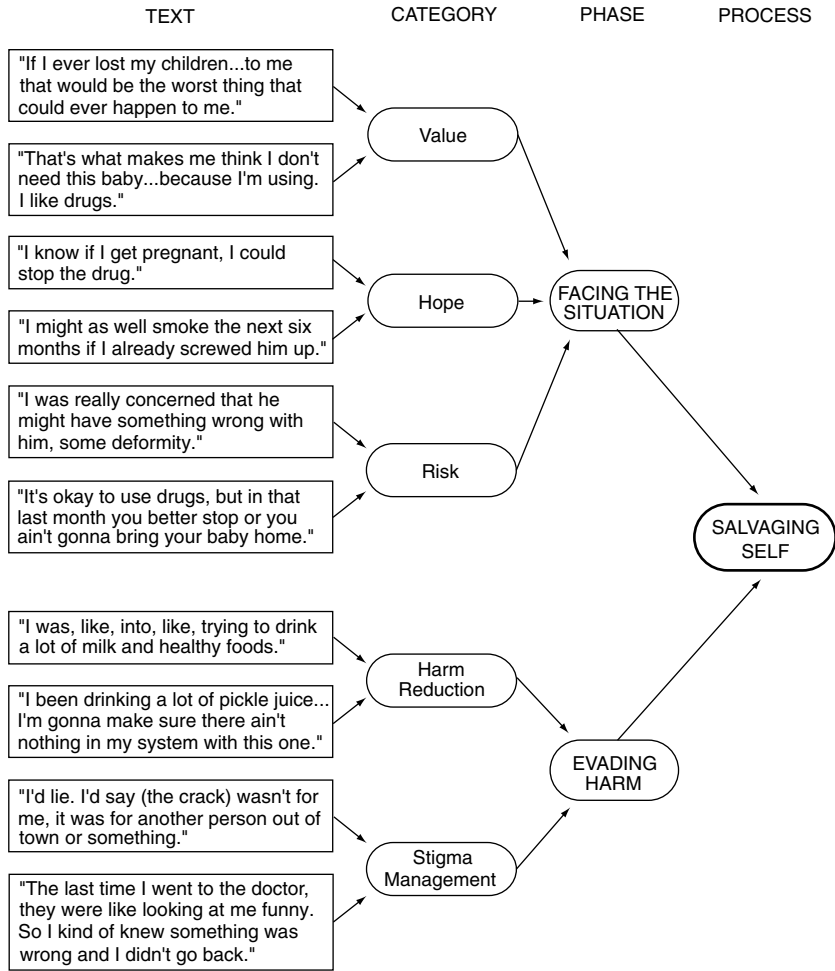 TEXT
CATEGORY
PHASE
PROCESS
"If I ever lost my children...to me
that would be the worst thing that
could ever happen to me."
"That's what makes me think I don't
need this baby...because I'm using.
I like drugs."
Value
"I know if I get pregnant, I could
stop the drug."
"I might as well smoke the next six
months if I already screwed him up."
Hope
"I was really concerned that he
might have something wrong with
him, some deformity."
"It's okay to use drugs, but in that
last month you better stop or you
ain't gonna bring your baby home."
Risk
FACING THE
SITUATION
"I was, like, into, like, trying to drink
a lot of milk and healthy foods."
"I been drinking a lot of pickle juice...
I'm gonna make sure there ain't
nothing in my system with this one."
Harm
Reduction
"I'd lie. I'd say (the crack) wasn't for
me, it was for another person out of
town or something."
"The last time I went to the doctor,
they were like looking at me funny.
So I kind of knew something was
wrong and I didn't go back."
Stigma
Management
EVADING
HARM
SALVAGING
SELF